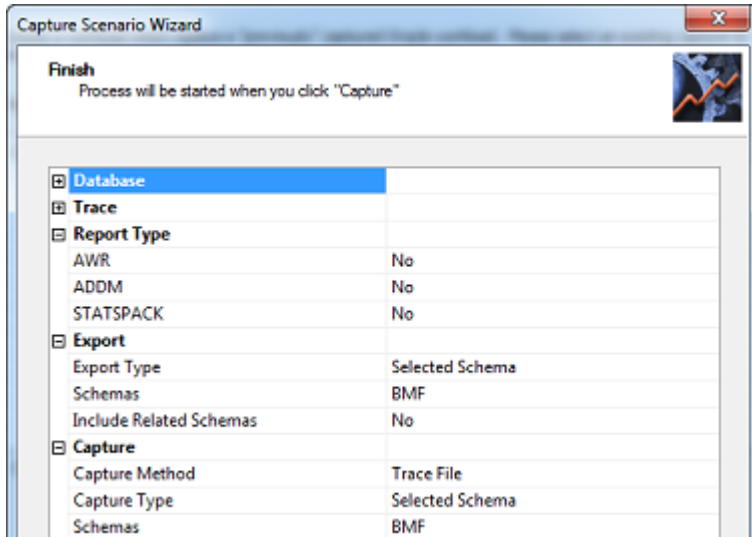 Capture Scenario Wizard
Finish
Process will be started when you click "Capture"
Database
Trace
Report Type
AWR No
ADDM No
STATSPACK No
Export
Export Type Selected Schema
Schemas BMF
Include Related Schemas No
Capture
Capture Method Trace File
Capture Type Selected Schema
Schemas BMF